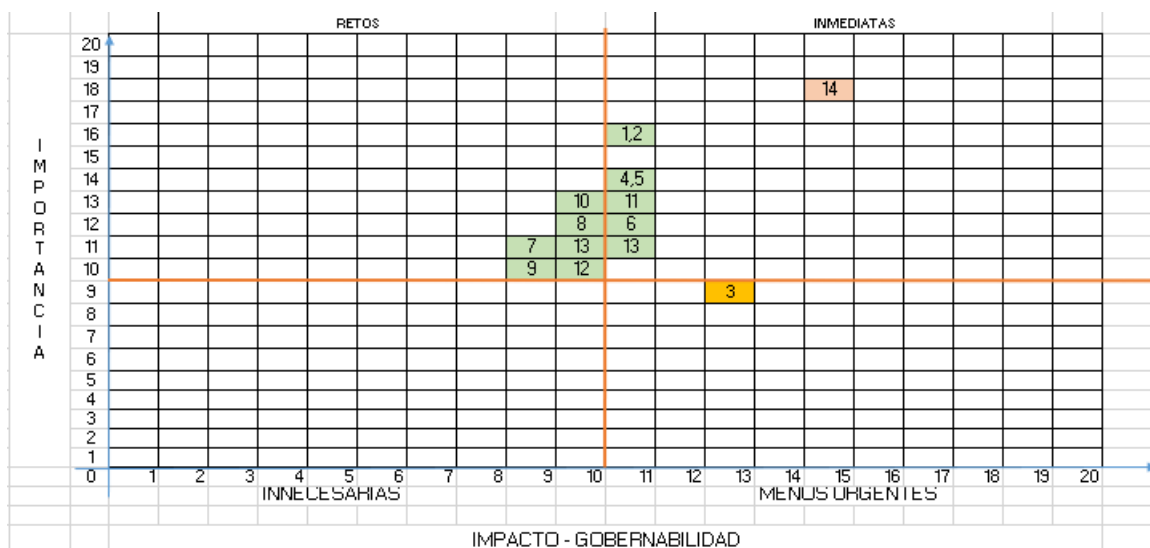 RETOS INMEDIATAS
20
19
18 14
17
16 1,2
15
14 4,5
13 10 11
12 8 6
11 7 13 13
10 9 12
9 3
8
7
6
5
4
3
2
1
0 1 2 3 4 5 6 7 8 9 10 11 12 13 14 15 16 17 18 19 20
IMPORTANCIA
INNECESARIAS MENOS URGENTES
IMPACTO - GOBERNABILIDAD